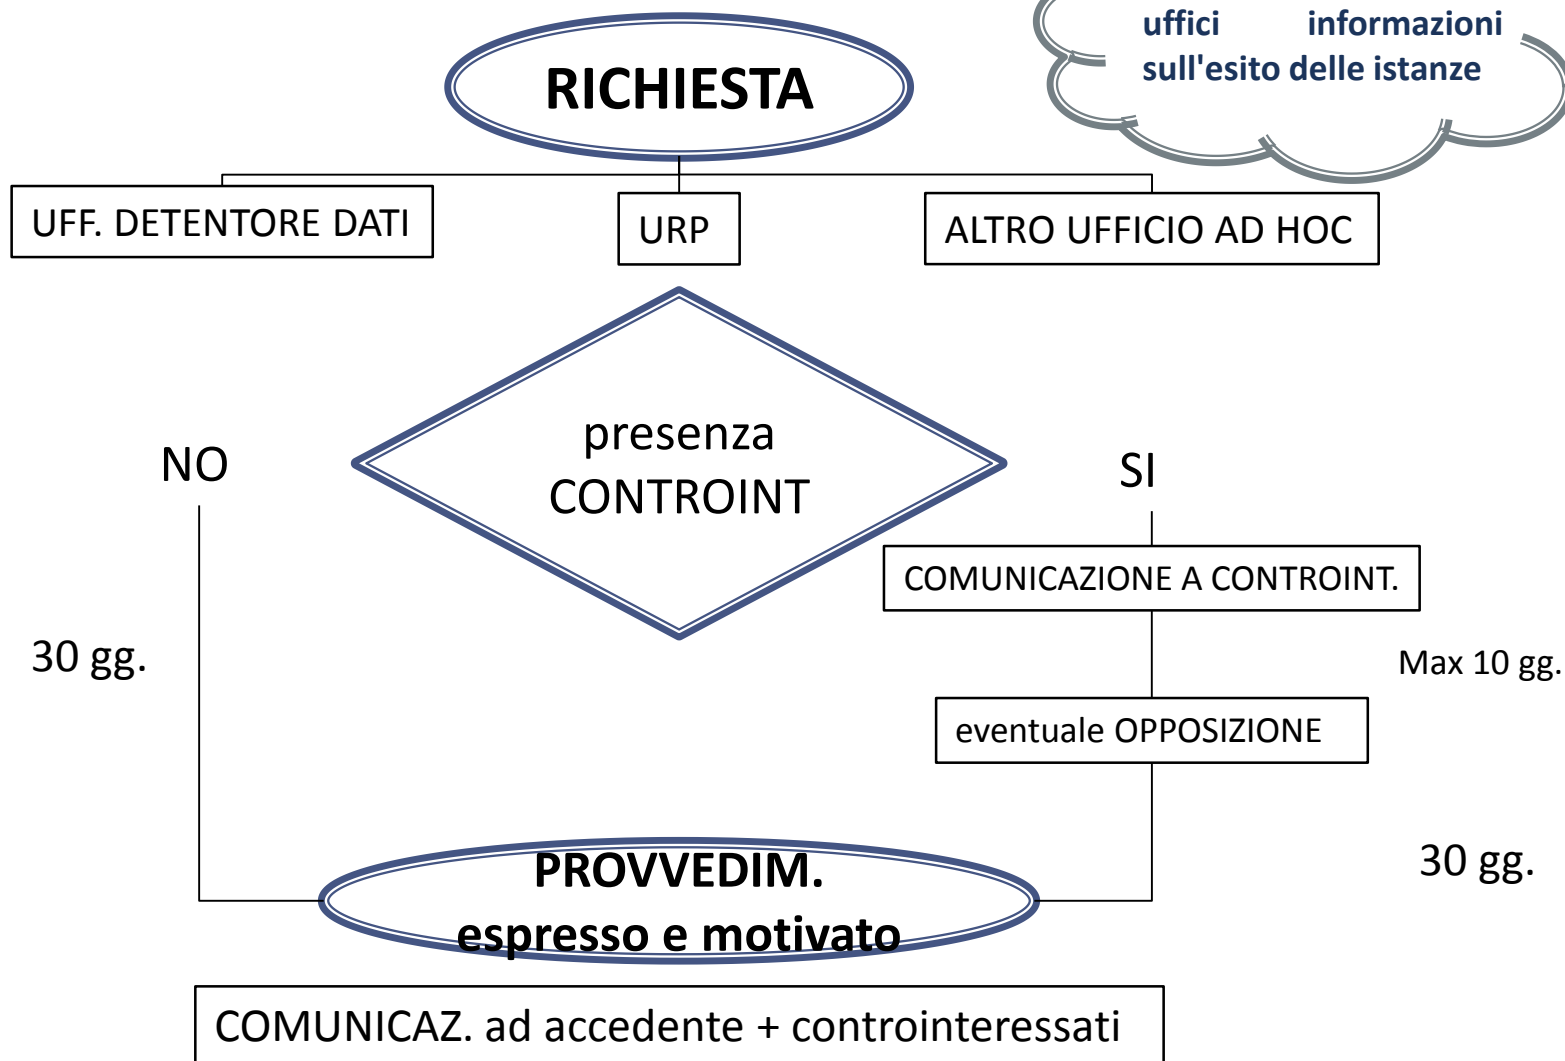 uffici informazioni
sull'esito delle istanze
RICHIESTA
UFF. DETENTORE DATI
URP
ALTRO UFFICIO AD HOC
presenza
CONTROINT
NO
SI
COMUNICAZIONE A CONTROINT.
30 gg.
Max 10 gg.
eventuale OPPOSIZIONE
PROVVEDIM.
espresso e motivato
30 gg.
COMUNICAZ. ad accedente + controinteressati